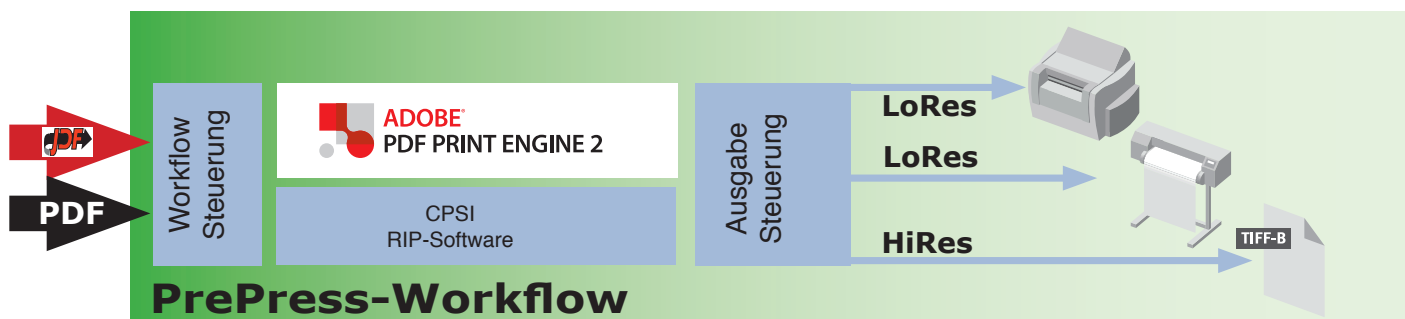 JDF
PDF
Workflow
Steuerung
ADOBE®
PDF PRINT ENGINE 2
CPSI
RIP-Software
Ausgabe
Steuerung
LoRes
LoRes
HiRes
TIFF-B
PrePress-Workflow